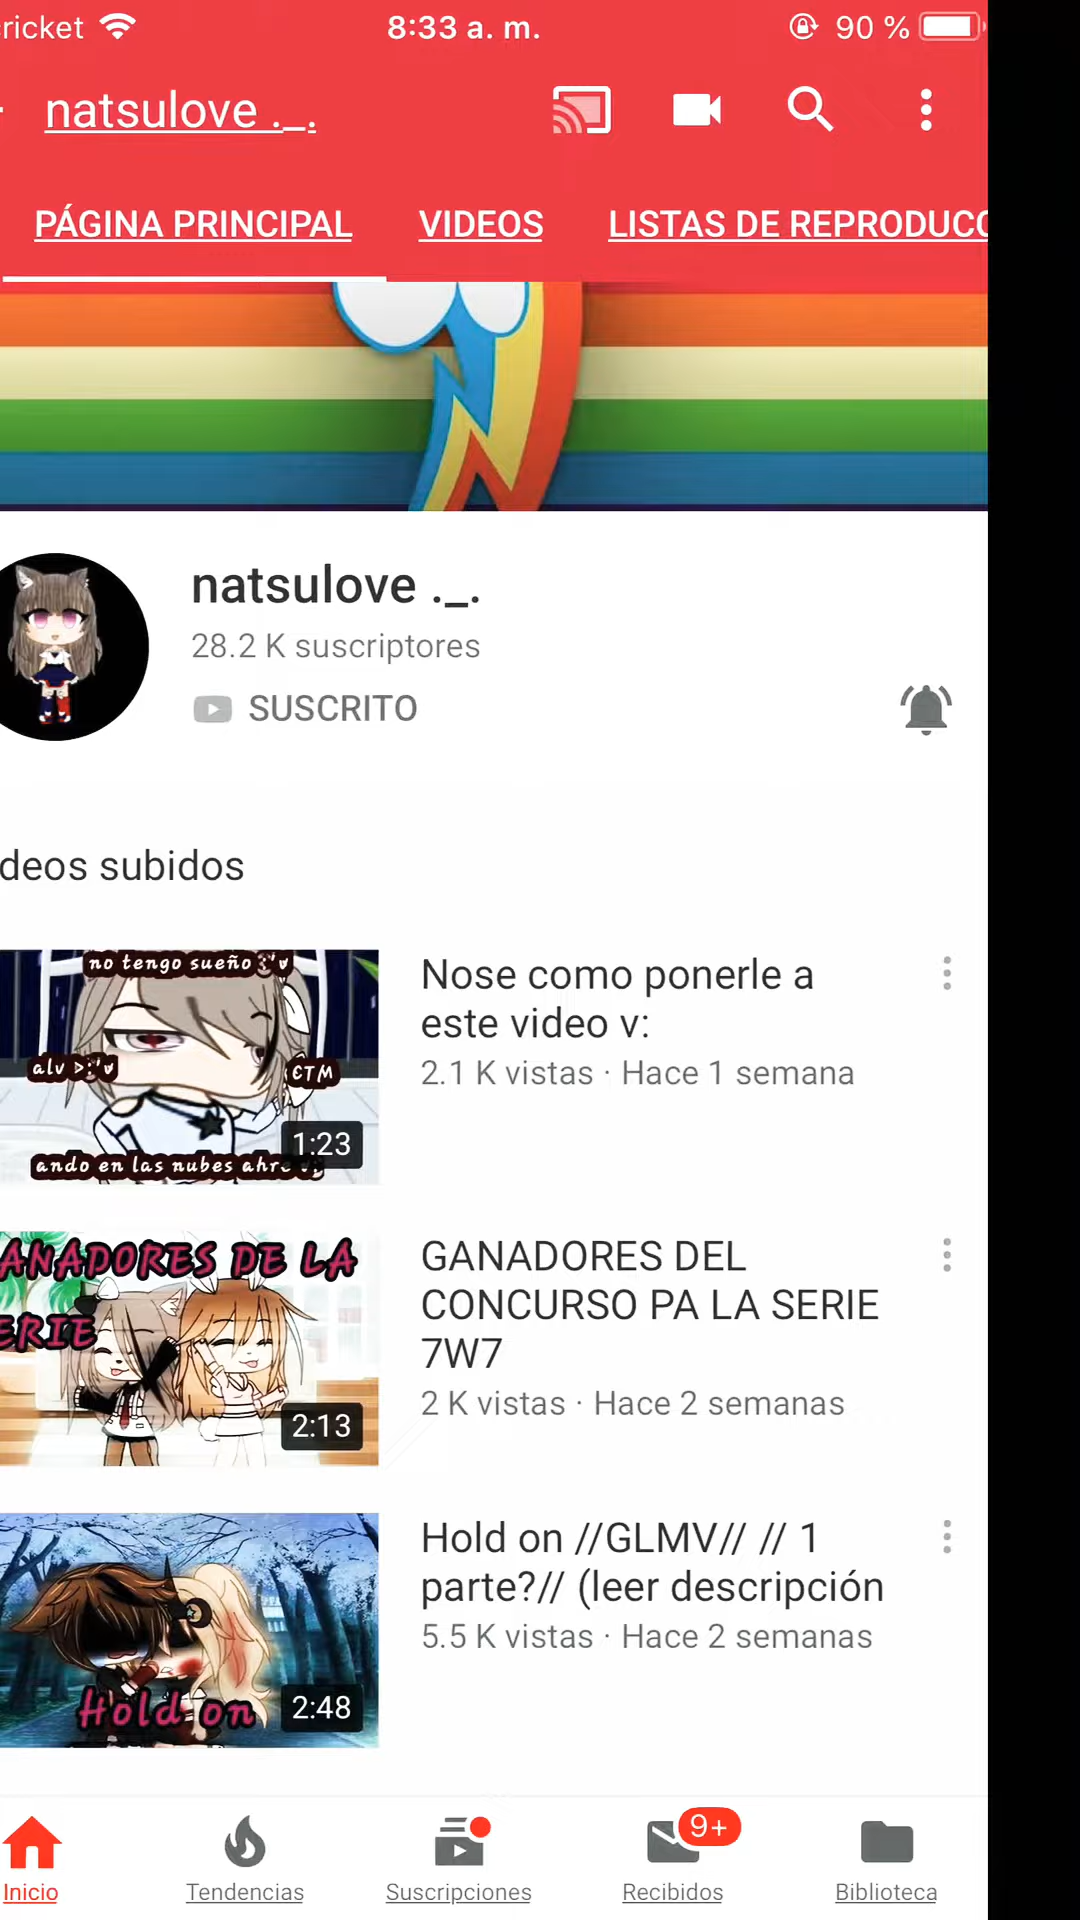 ricket 8:33 a. m. 90 %
natsulove ._.
PÁGINA PRINCIPAL VIDEOS LISTAS DE REPRODUCC
natsulove ._.
28.2 K suscriptores
SUSCRITO
deos subidos
no tengo sueño :'v
alv >:'v
CTM
1:23
ando en las nubes ahre v:
Nose como ponerle a
este video v:
2.1 K vistas · Hace 1 semana
ANADORES DE LA
ERIE
2:13
GANADORES DEL
CONCURSO PA LA SERIE
7W7
2 K vistas · Hace 2 semanas
Hold on
2:48
Hold on //GLMV// // 1
parte?// (leer descripción
5.5 K vistas · Hace 2 semanas
9+
Inicio Tendencias Suscripciones Recibidos Biblioteca